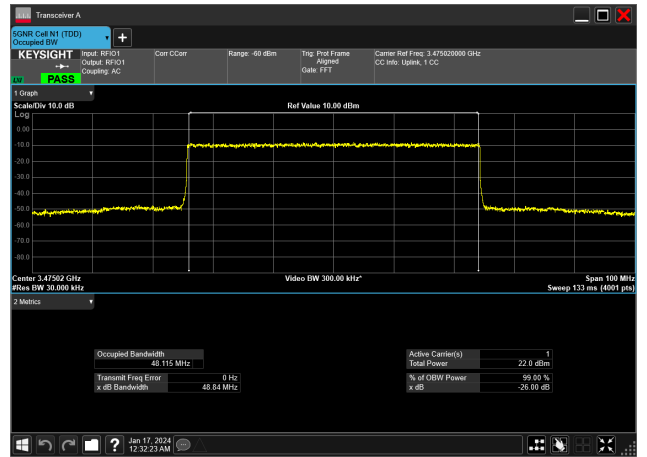 Transceiver A
5GNR Cell N1 (TDD)
Occupied BW
KEYSIGHT
LV PASS
Input: RFIO1
Output: RFIO1
Coupling: AC
Corr CCorr
Range: -60 dBm
Trig: Prot Frame
Aligned
Gate: FFT
Carrier Ref Freq: 3.475020000 GHz
CC Info: Uplink, 1 CC
1 Graph
Scale/Div 10.0 dB Ref Value 10.00 dBm
Log
0.00
-10.0
-20.0
-30.0
-40.0
-50.0
-60.0
-70.0
-80.0
Center 3.47502 GHz Video BW 300.00 kHz* Span 100 MHz
#Res BW 30.000 kHz Sweep 133 ms (4001 pts)
2 Metrics
Occupied Bandwidth
48.115 MHz
Transmit Freq Error 0 Hz
x dB Bandwidth 48.84 MHz
Active Carrier(s) 1
Total Power 22.0 dBm
% of OBW Power 99.00 %
x dB -26.00 dB
Jan 17, 2024
12:32:23 AM